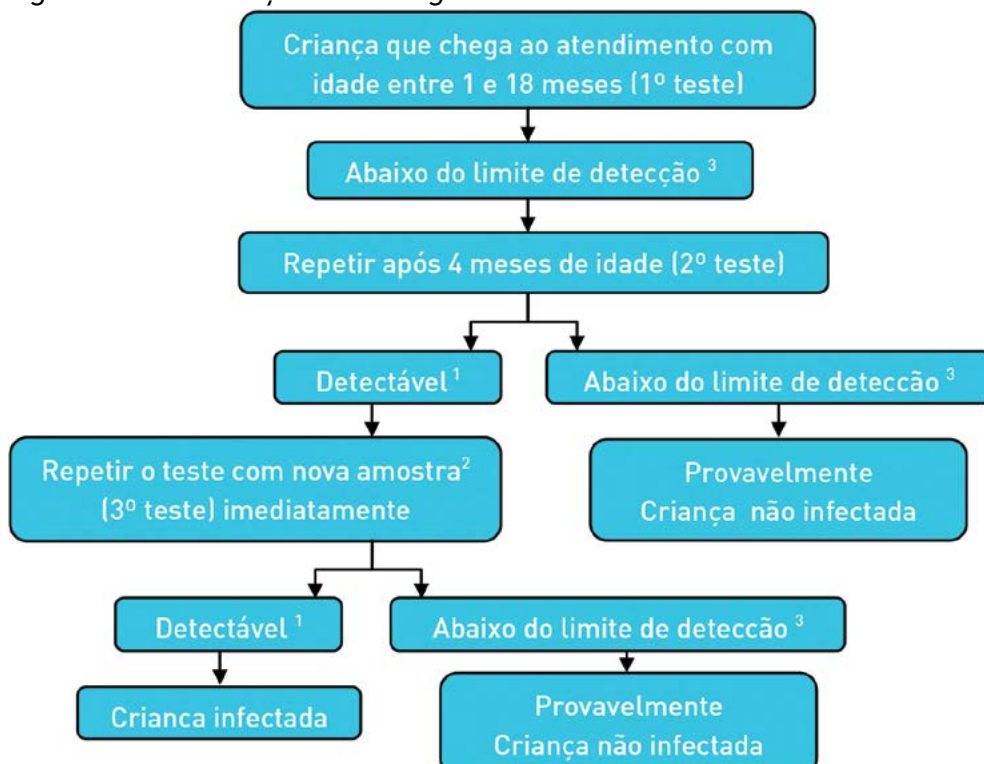 Criança que chega ao atendimento com
idade entre 1 e 18 meses (1º teste)
Abaixo do limite de detecção ³
Repetir após 4 meses de idade (2º teste)
Detectável ¹
Abaixo do limite de deteccão ³
Repetir o teste com nova amostra²
(3º teste) imediatamente
Provavelmente
Criança não infectada
Detectável ¹
Abaixo do limite de deteccão ³
Crianca infectada
Provavelmente
Criança não infectada